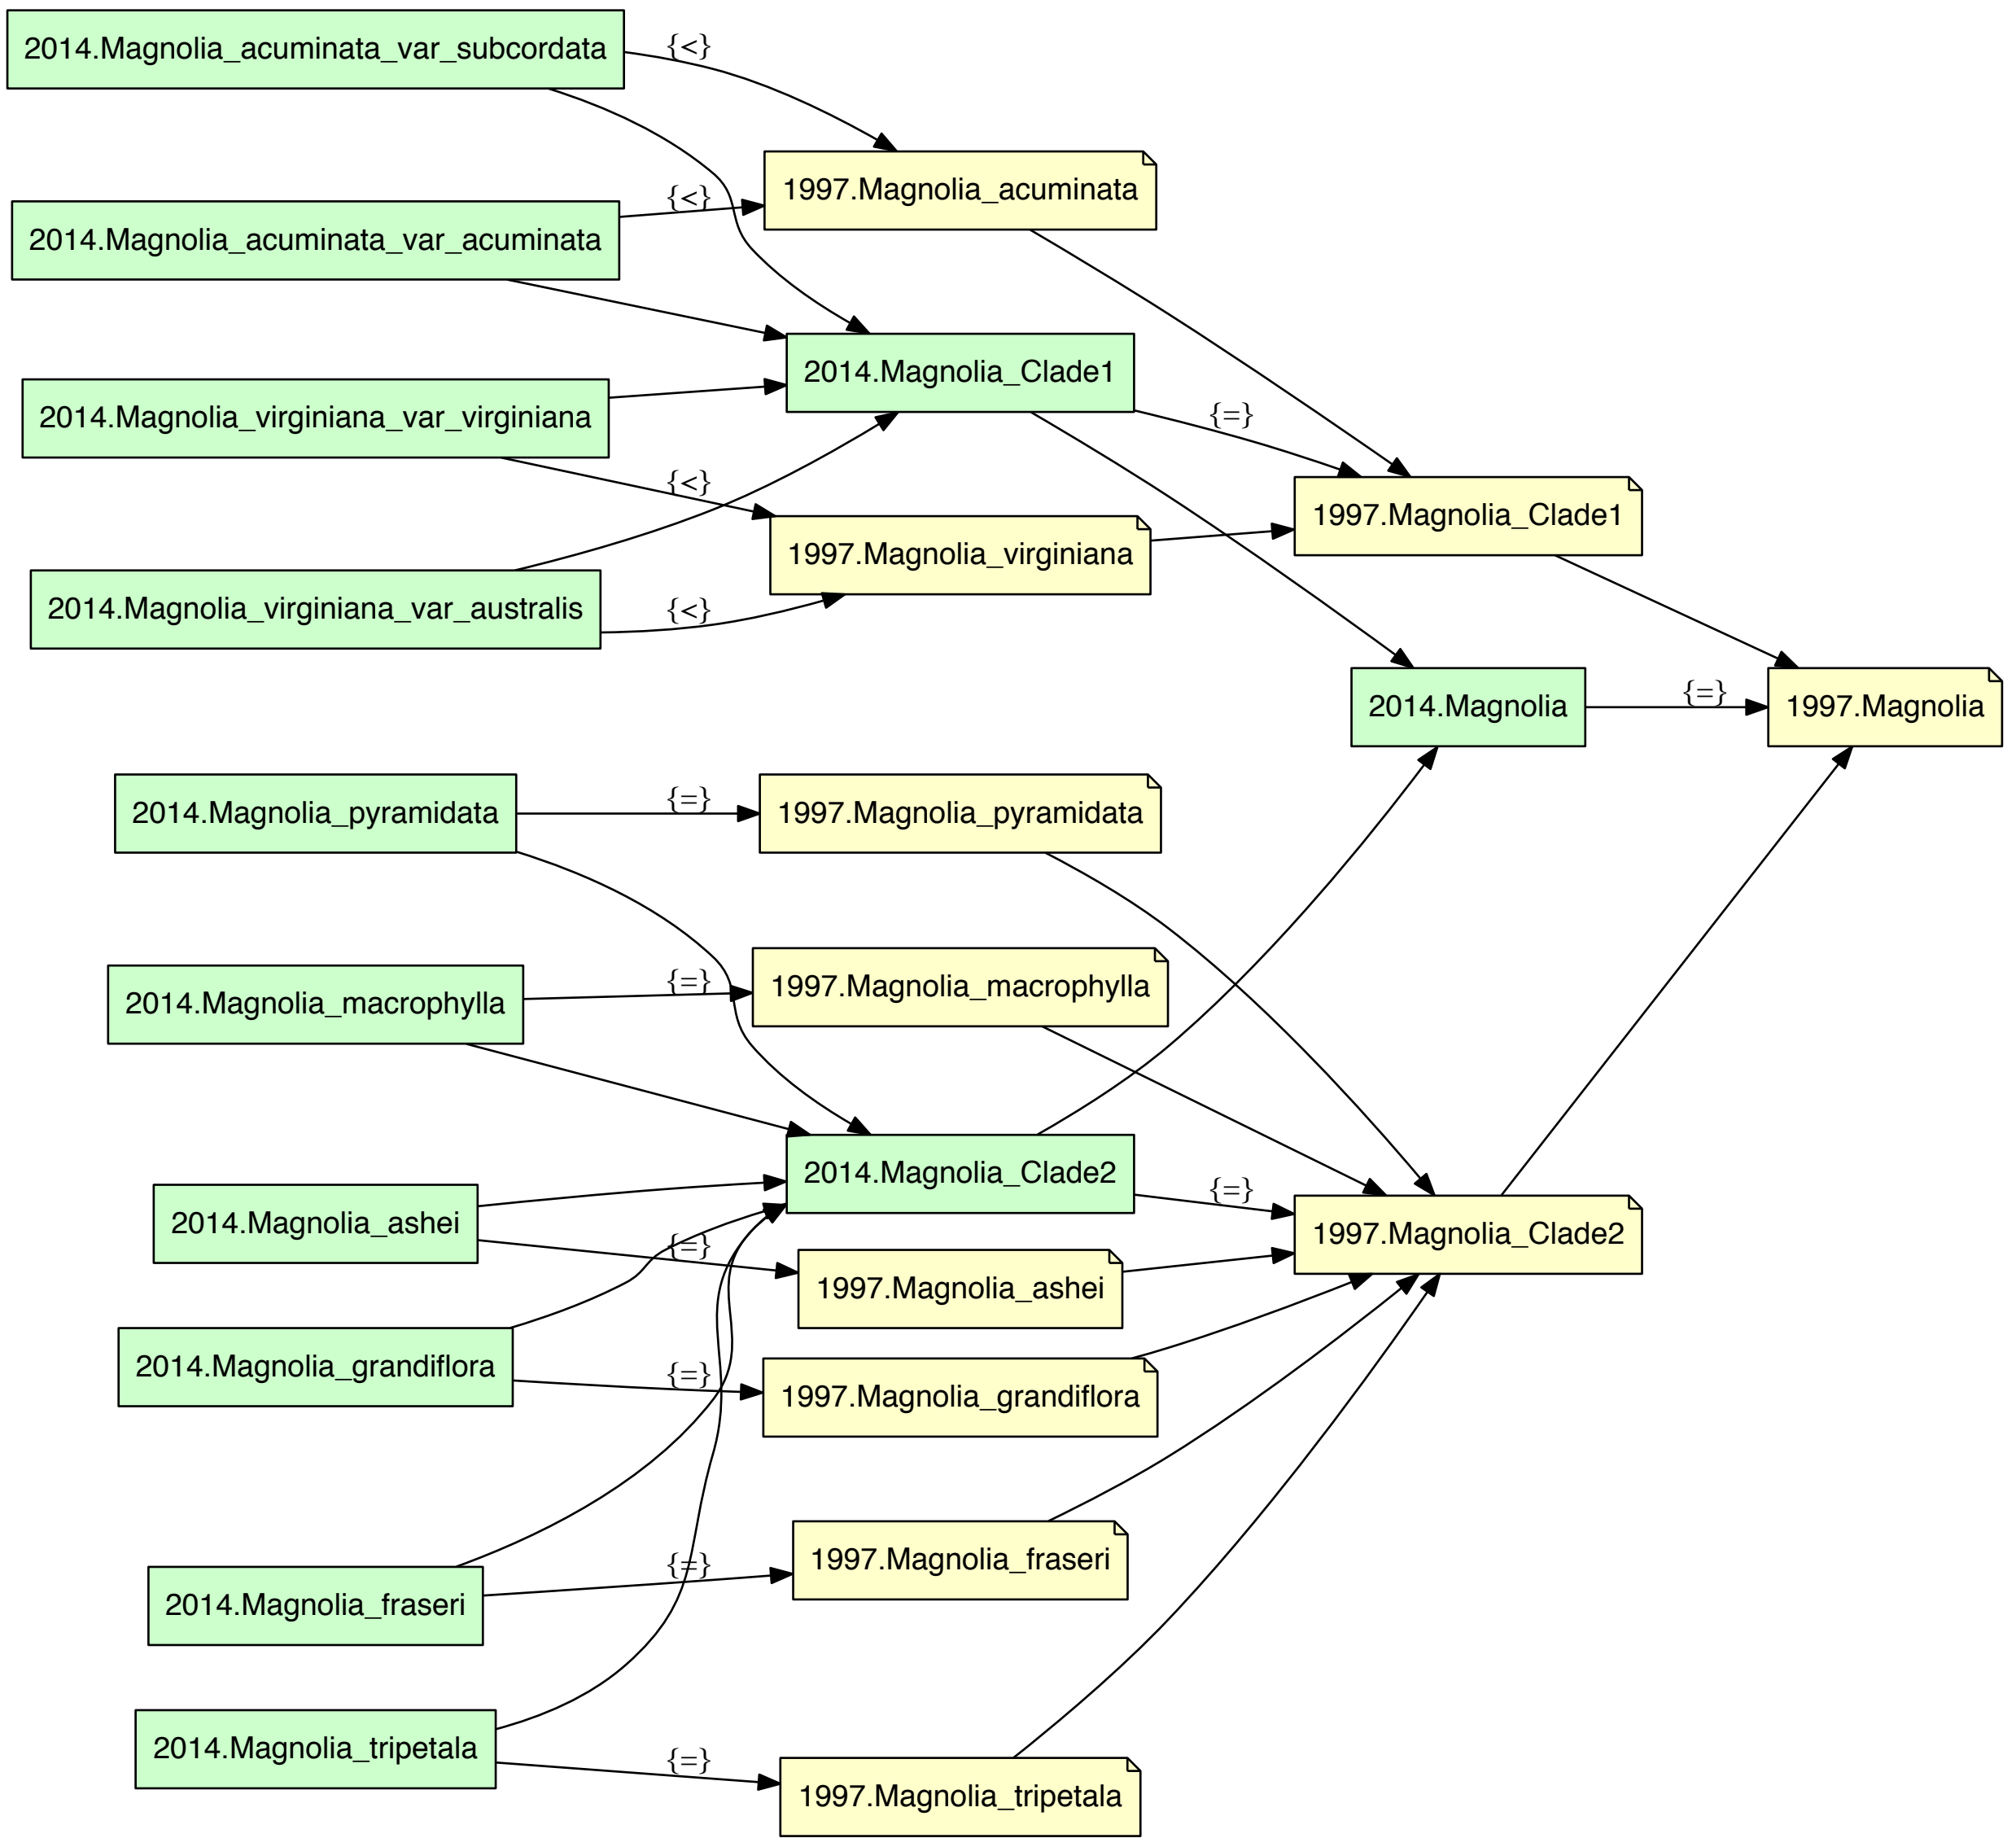 2014.Magnolia_acuminata_var_subcordata
{<}
1997.Magnolia_acuminata
{<}
2014.Magnolia_acuminata_var_acuminata
2014.Magnolia_Clade1
{=}
2014.Magnolia_virginiana_var_virginiana
{<}
1997.Magnolia_Clade1
1997.Magnolia_virginiana
2014.Magnolia_virginiana_var_australis
{<}
2014.Magnolia
{=}
1997.Magnolia
2014.Magnolia_pyramidata
{=}
1997.Magnolia_pyramidata
2014.Magnolia_macrophylla
{=}
1997.Magnolia_macrophylla
2014.Magnolia_Clade2
{=}
2014.Magnolia_ashei
{=}
1997.Magnolia_Clade2
1997.Magnolia_ashei
2014.Magnolia_grandiflora
{=}
1997.Magnolia_grandiflora
1997.Magnolia_fraseri
{=}
2014.Magnolia_fraseri
2014.Magnolia_tripetala
{=}
1997.Magnolia_tripetala